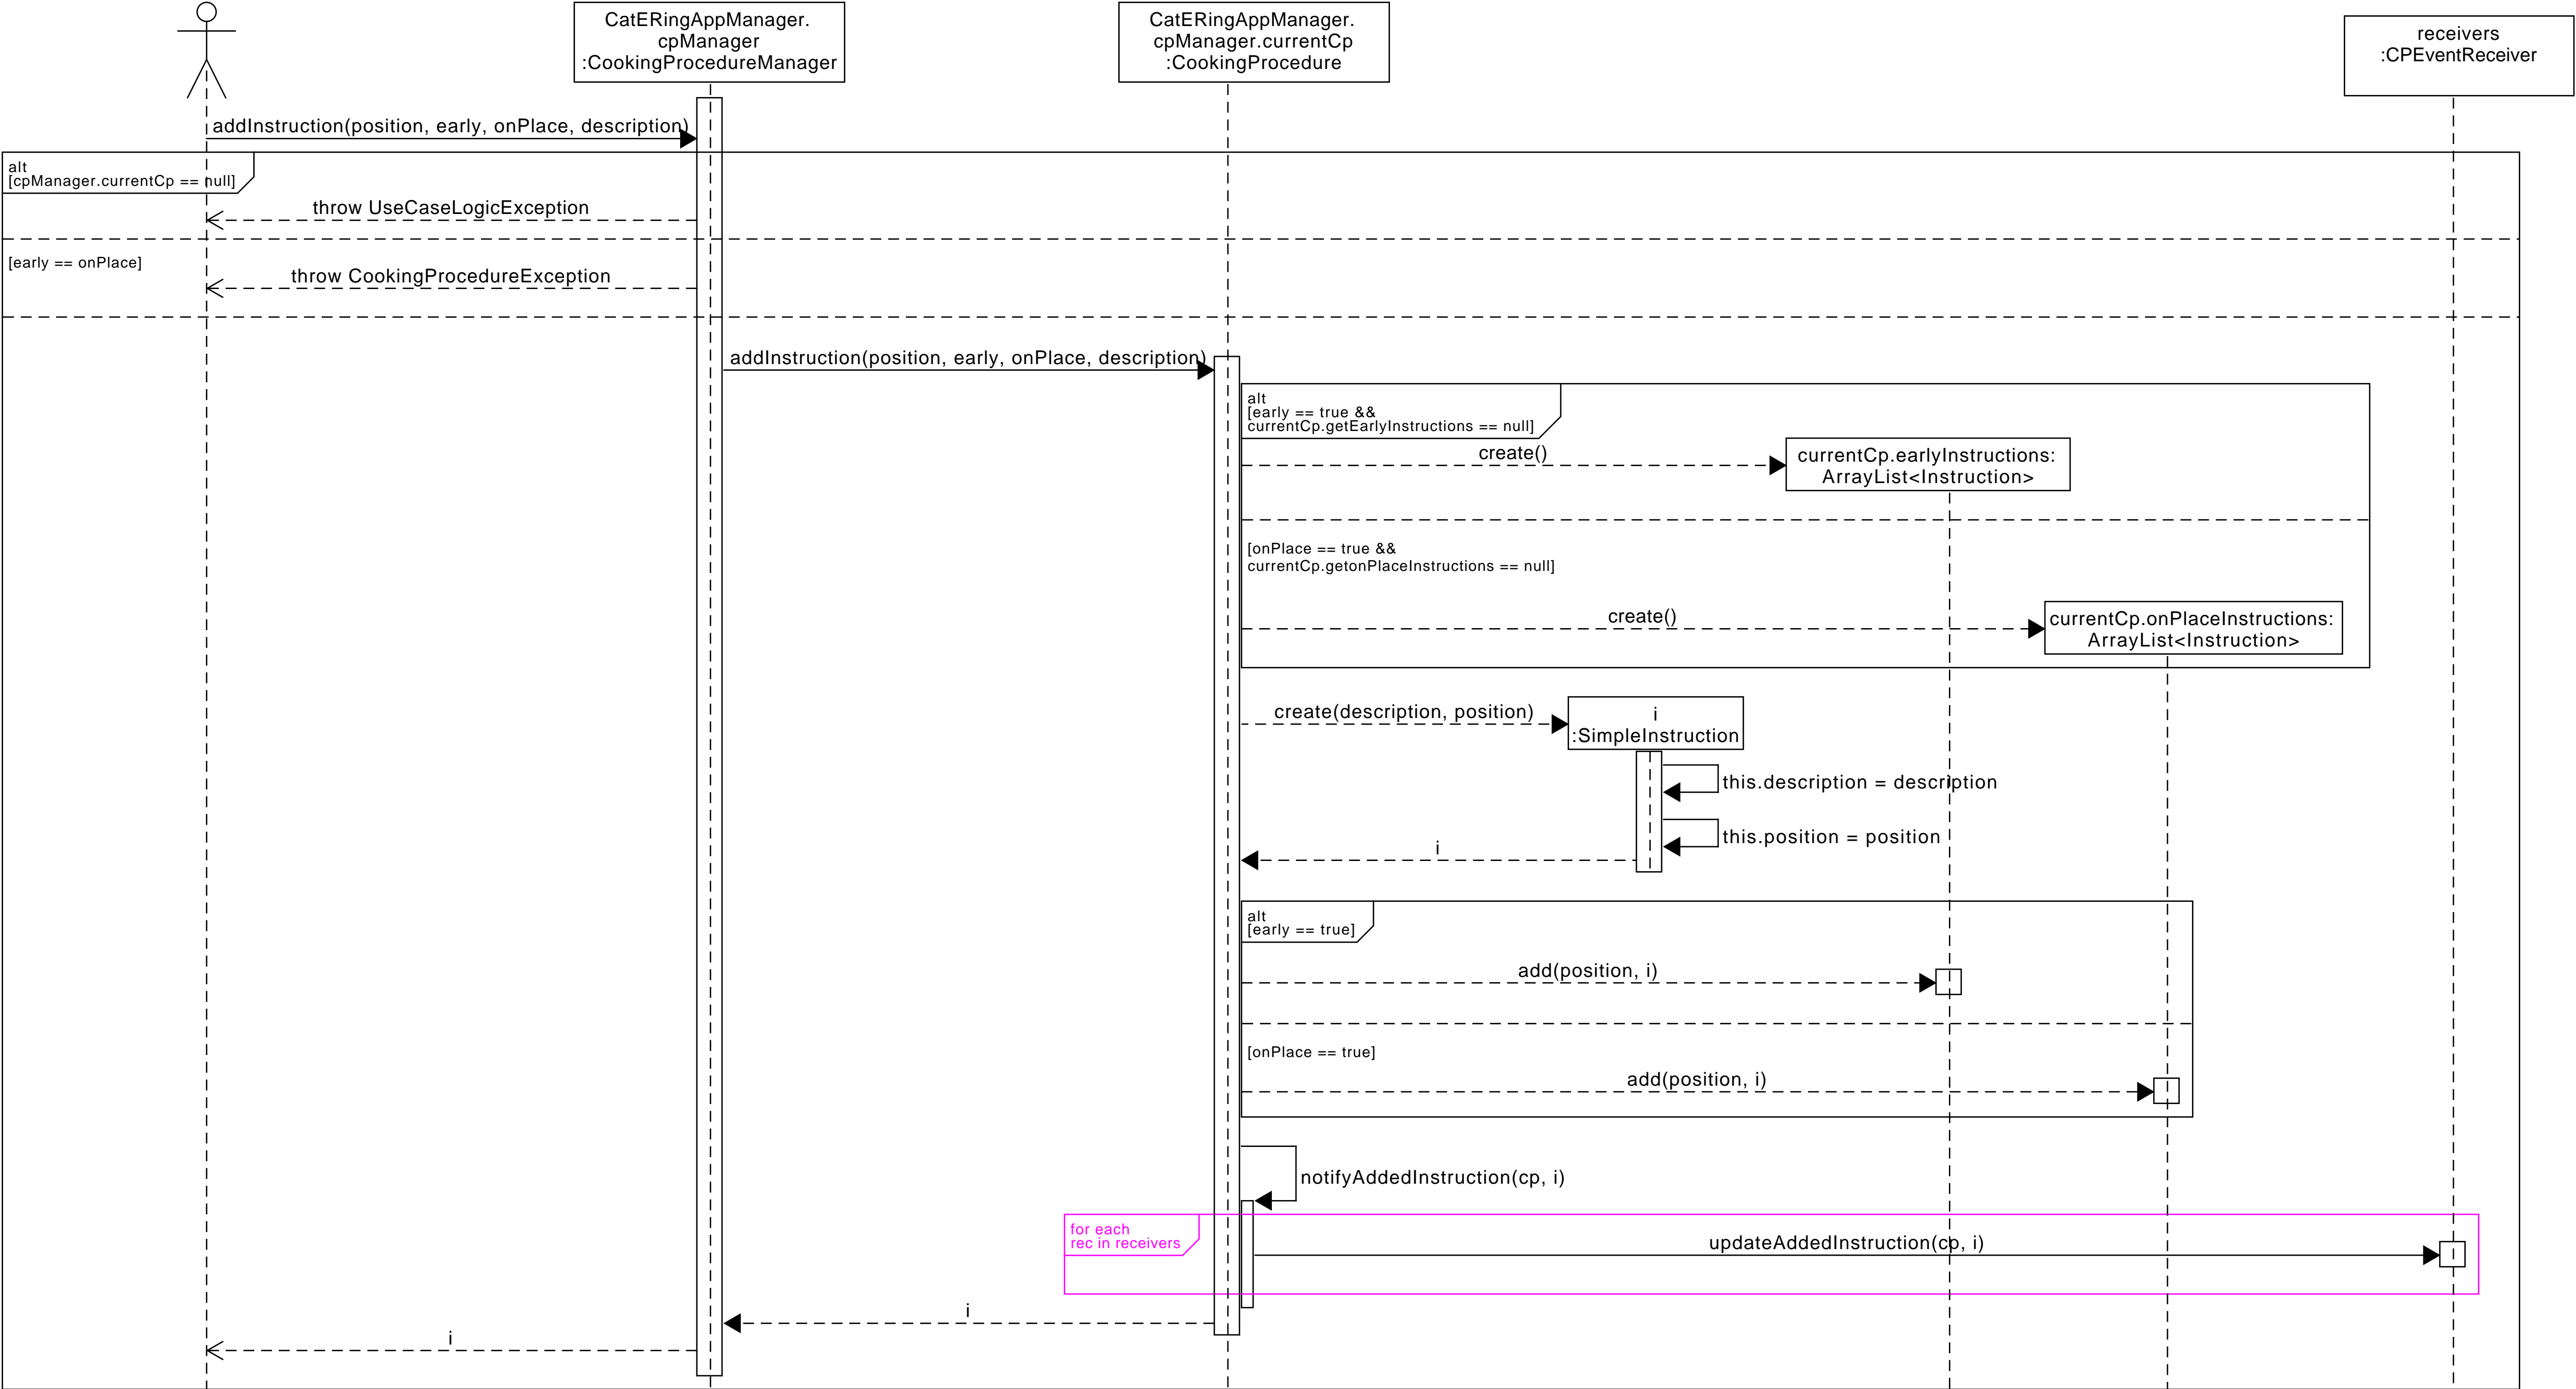 CatERingAppManager.
cpManager
:CookingProcedureManager
CatERingAppManager.
cpManager.currentCp
:CookingProcedure
receivers
:CPEventReceiver
addInstruction(position, early, onPlace, description)
alt
[cpManager.currentCp == null]
throw UseCaseLogicException
[early == onPlace]
throw CookingProcedureException
addInstruction(position, early, onPlace, description)
alt
[early == true &&
currentCp.getEarlyInstructions == null]
create()
currentCp.earlyInstructions:
ArrayList<Instruction>
[onPlace == true &&
currentCp.getonPlaceInstructions == null]
create()
currentCp.onPlaceInstructions:
ArrayList<Instruction>
create(description, position)
i
:SimpleInstruction
this.description = description
this.position = position
i
alt
[early == true]
add(position, i)
[onPlace == true]
add(position, i)
notifyAddedInstruction(cp, i)
for each
rec in receivers
updateAddedInstruction(cp, i)
i
i